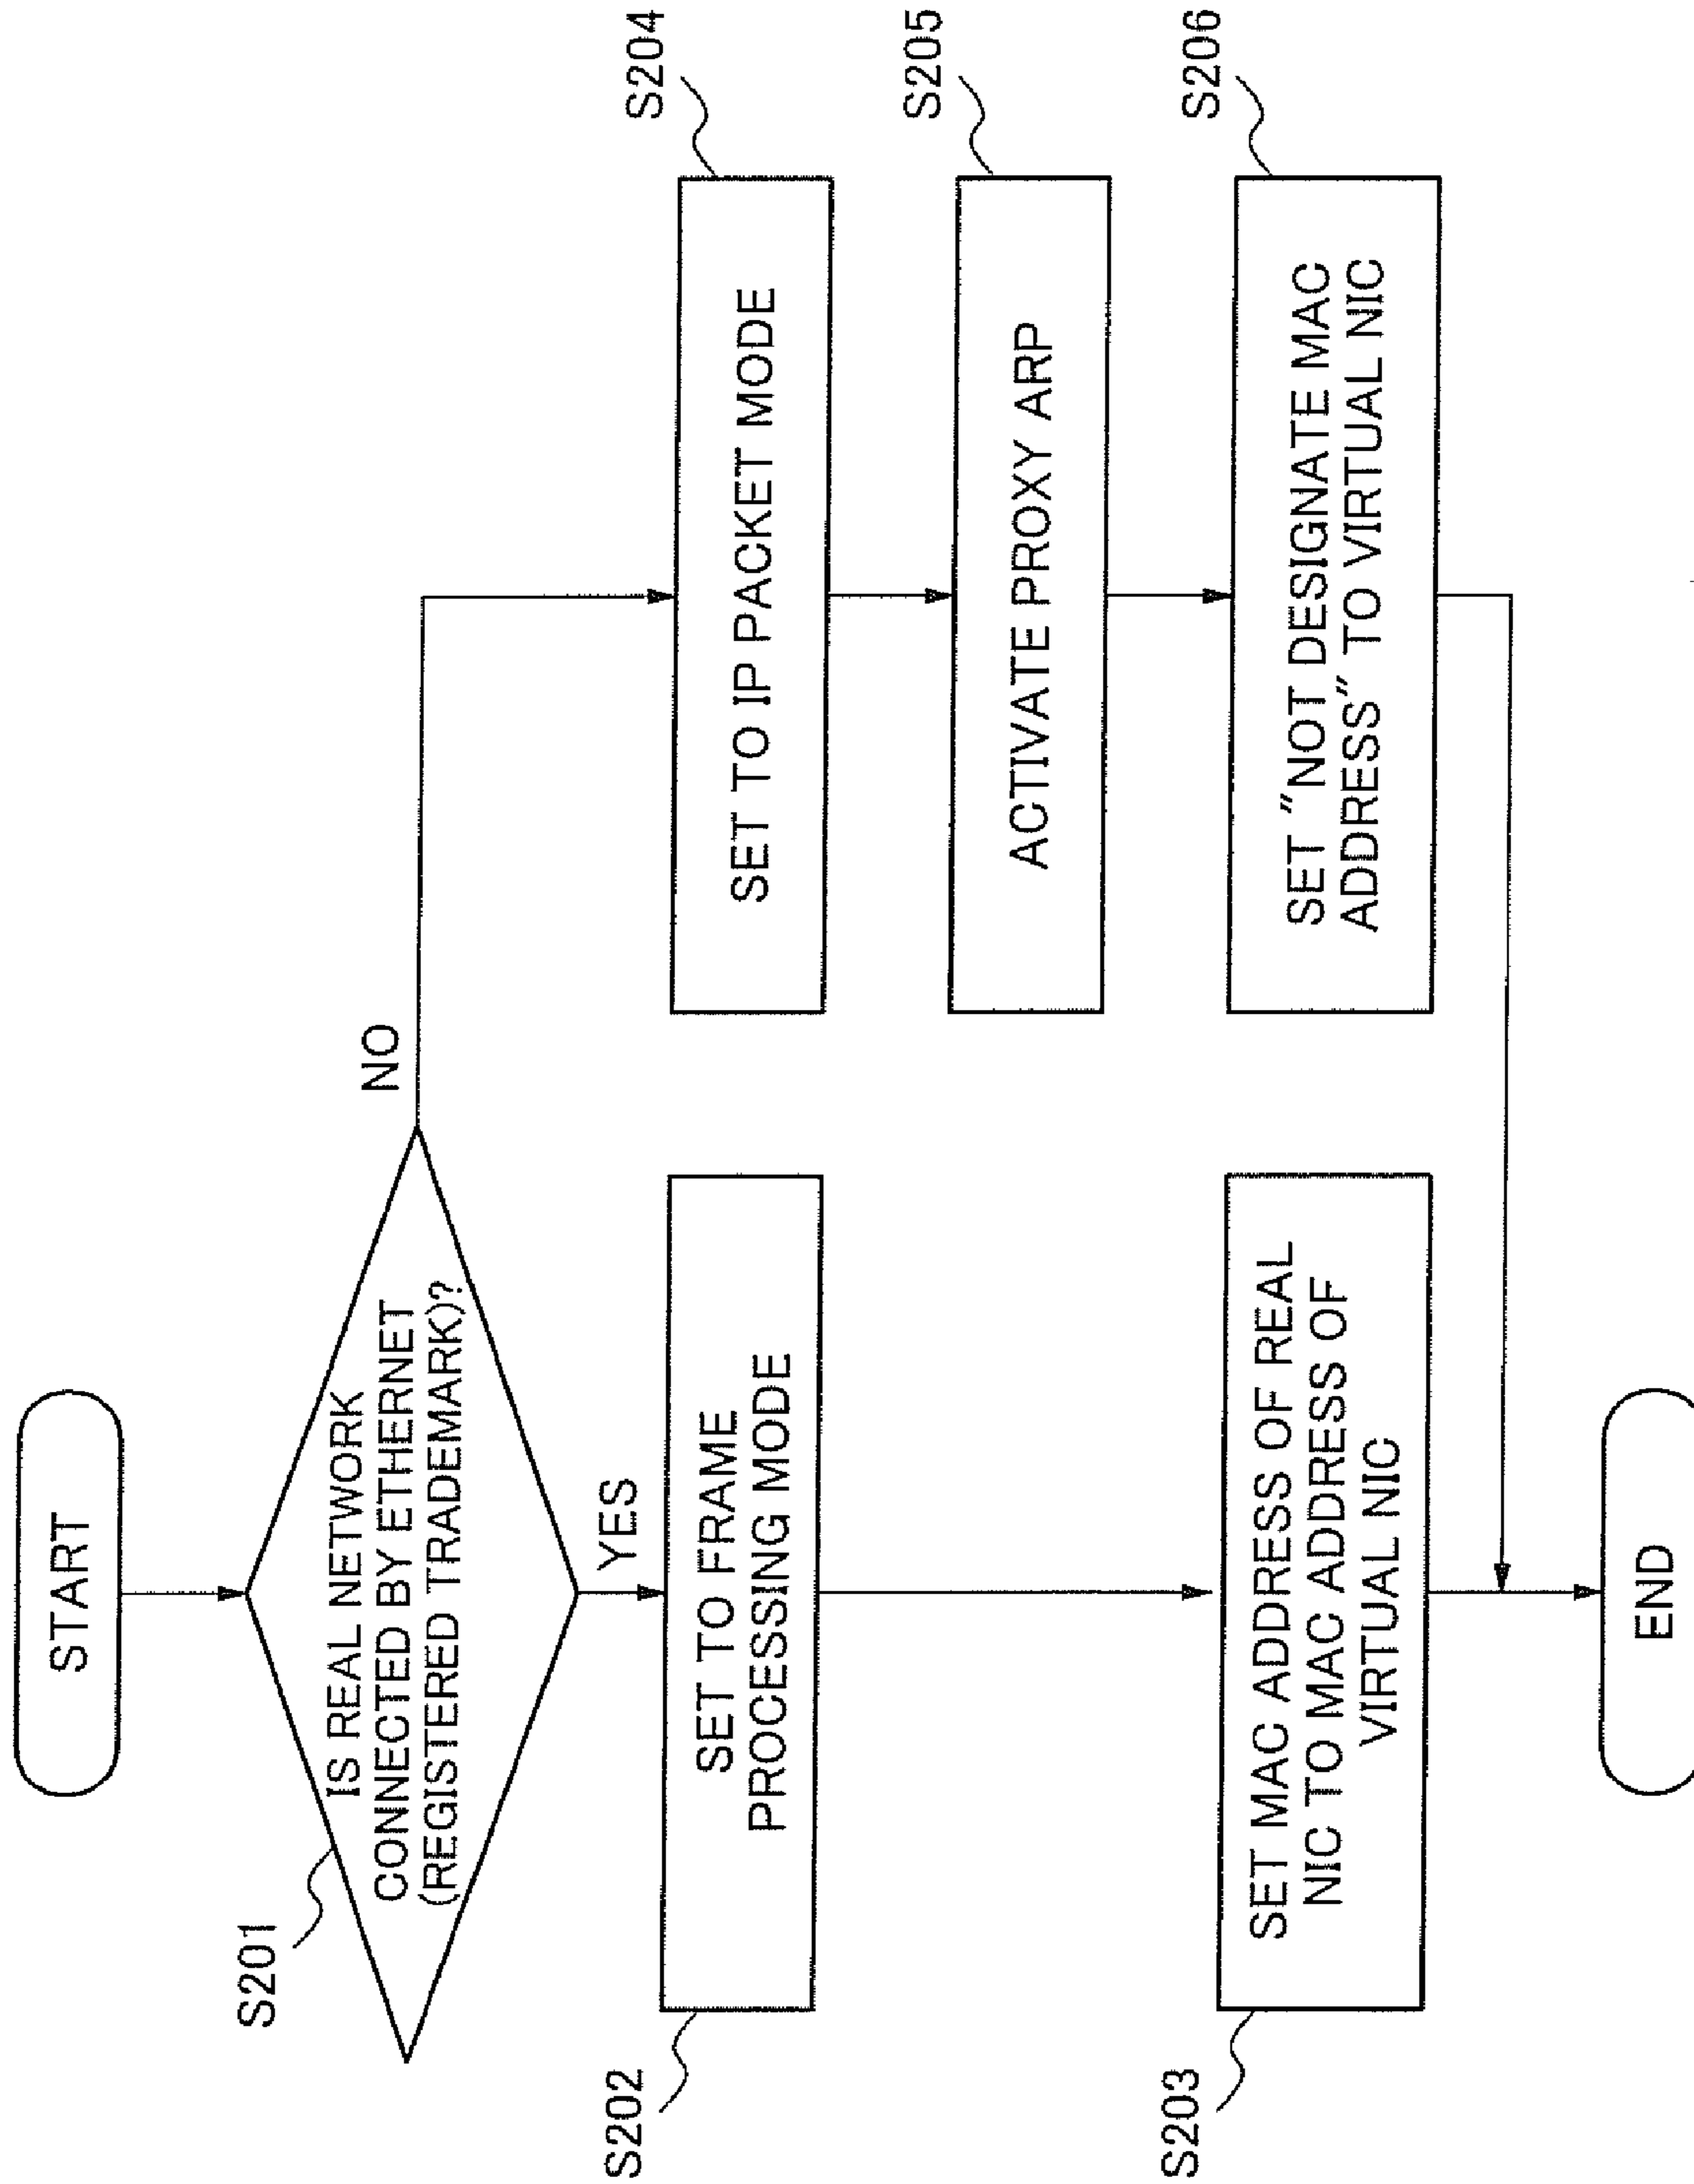 START
S201
IS REAL NETWORK
CONNECTED BY ETHERNET
(REGISTERED TRADEMARK)?
NO
YES
S202
SET TO FRAME
PROCESSING MODE
S203
SET MAC ADDRESS OF REAL
NIC TO MAC ADDRESS OF
VIRTUAL NIC
S204
SET TO IP PACKET MODE
S205
ACTIVATE PROXY ARP
S206
SET "NOT DESIGNATE MAC
ADDRESS" TO VIRTUAL NIC
END